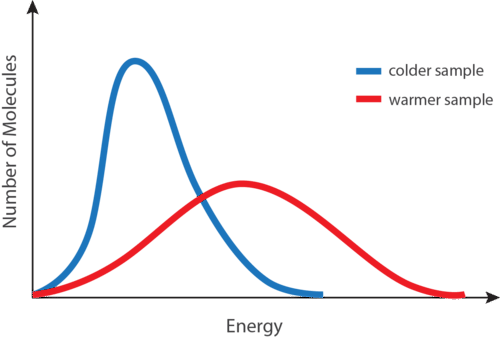 Number of Molecules
colder sample
warmer sample
Energy